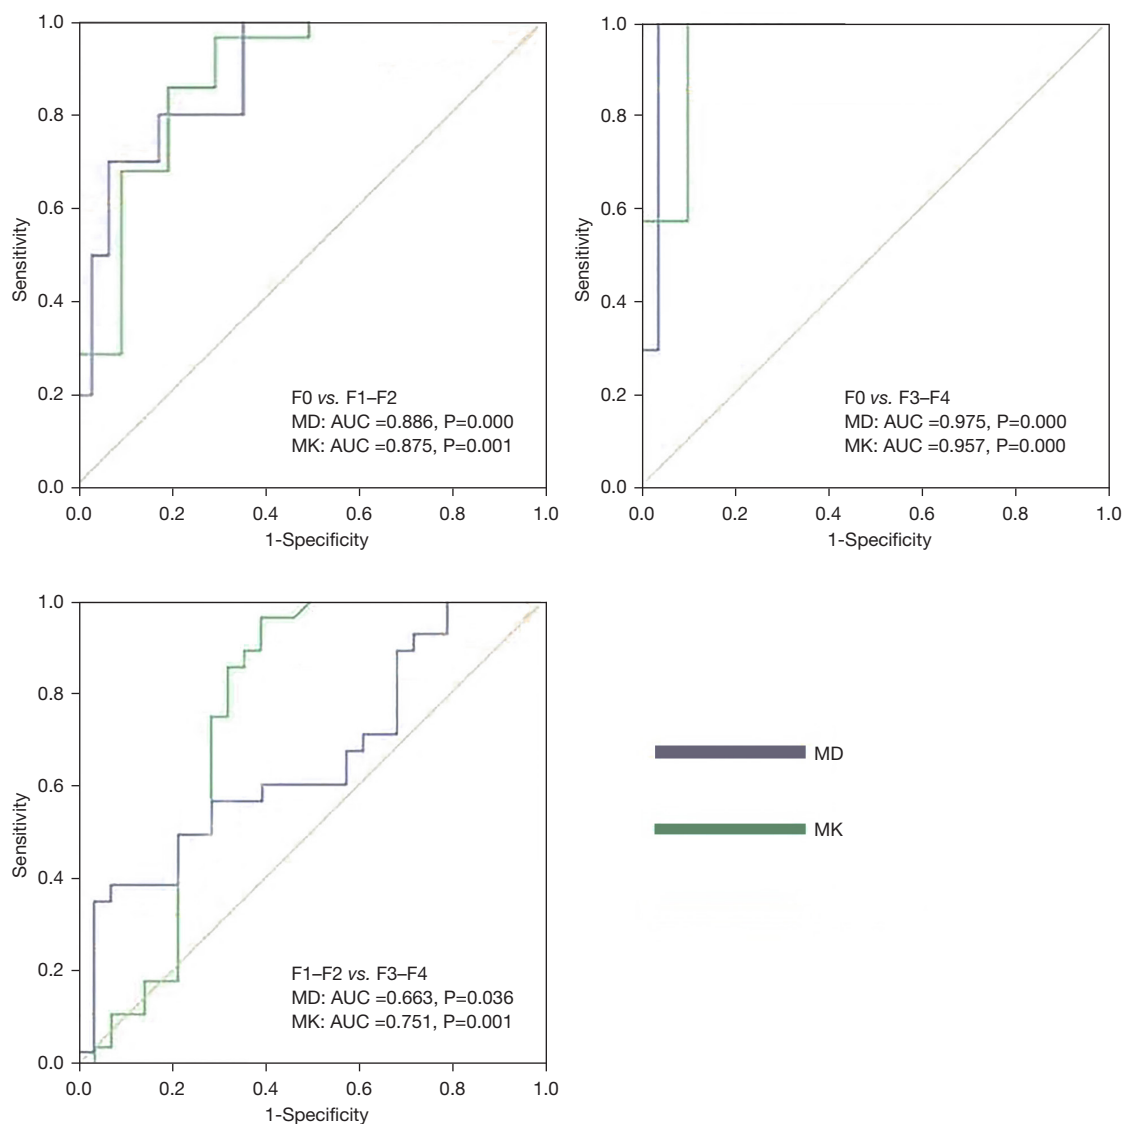 1.0
0.8
0.6
0.4
0.2
0.0
Sensitivity
F0 vs. F1–F2
MD: AUC =0.886, P=0.000
MK: AUC =0.875, P=0.001
0.0 0.2 0.4 0.6 0.8 1.0
1-Specificity
1.0
0.8
0.6
0.4
0.2
0.0
Sensitivity
F0 vs. F3–F4
MD: AUC =0.975, P=0.000
MK: AUC =0.957, P=0.000
0.0 0.2 0.4 0.6 0.8 1.0
1-Specificity
1.0
0.8
0.6
0.4
0.2
0.0
Sensitivity
F1–F2 vs. F3–F4
MD: AUC =0.663, P=0.036
MK: AUC =0.751, P=0.001
0.0 0.2 0.4 0.6 0.8 1.0
1-Specificity
MD
MK